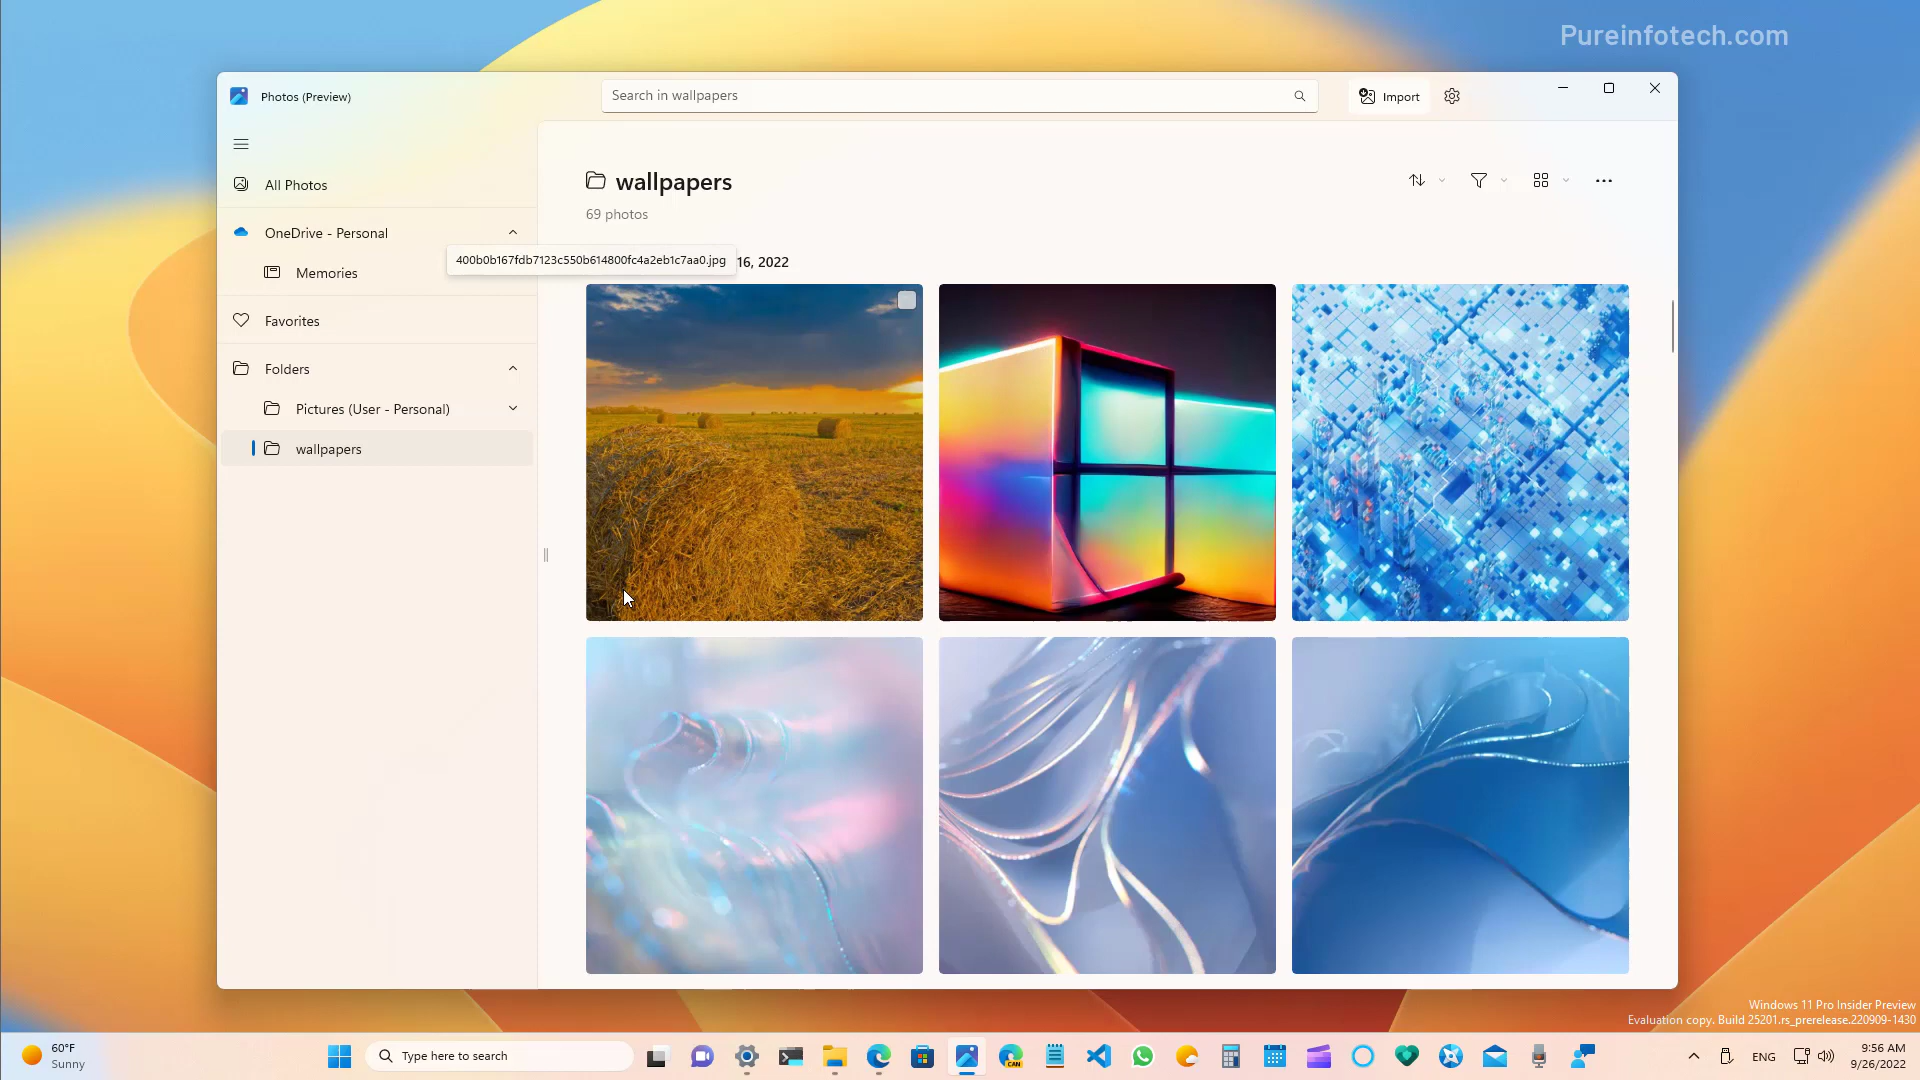 Pureinfotech.com
Photos (Preview)
Search in wallpapers
Import
All Photos
OneDrive - Personal
Memories
Favorites
Folders
Pictures (User - Personal)
wallpapers
wallpapers
69 photos
400b0b167fdb7123c550b614800fc4a2eb1c7aa0.jpg
16, 2022
Windows 11 Pro Insider Preview
Evaluation copy. Build 25201.rs_prerelease.220909-1430
60°F
Sunny
Type here to search
CAN
ENG
9:56 AM
9/26/2022